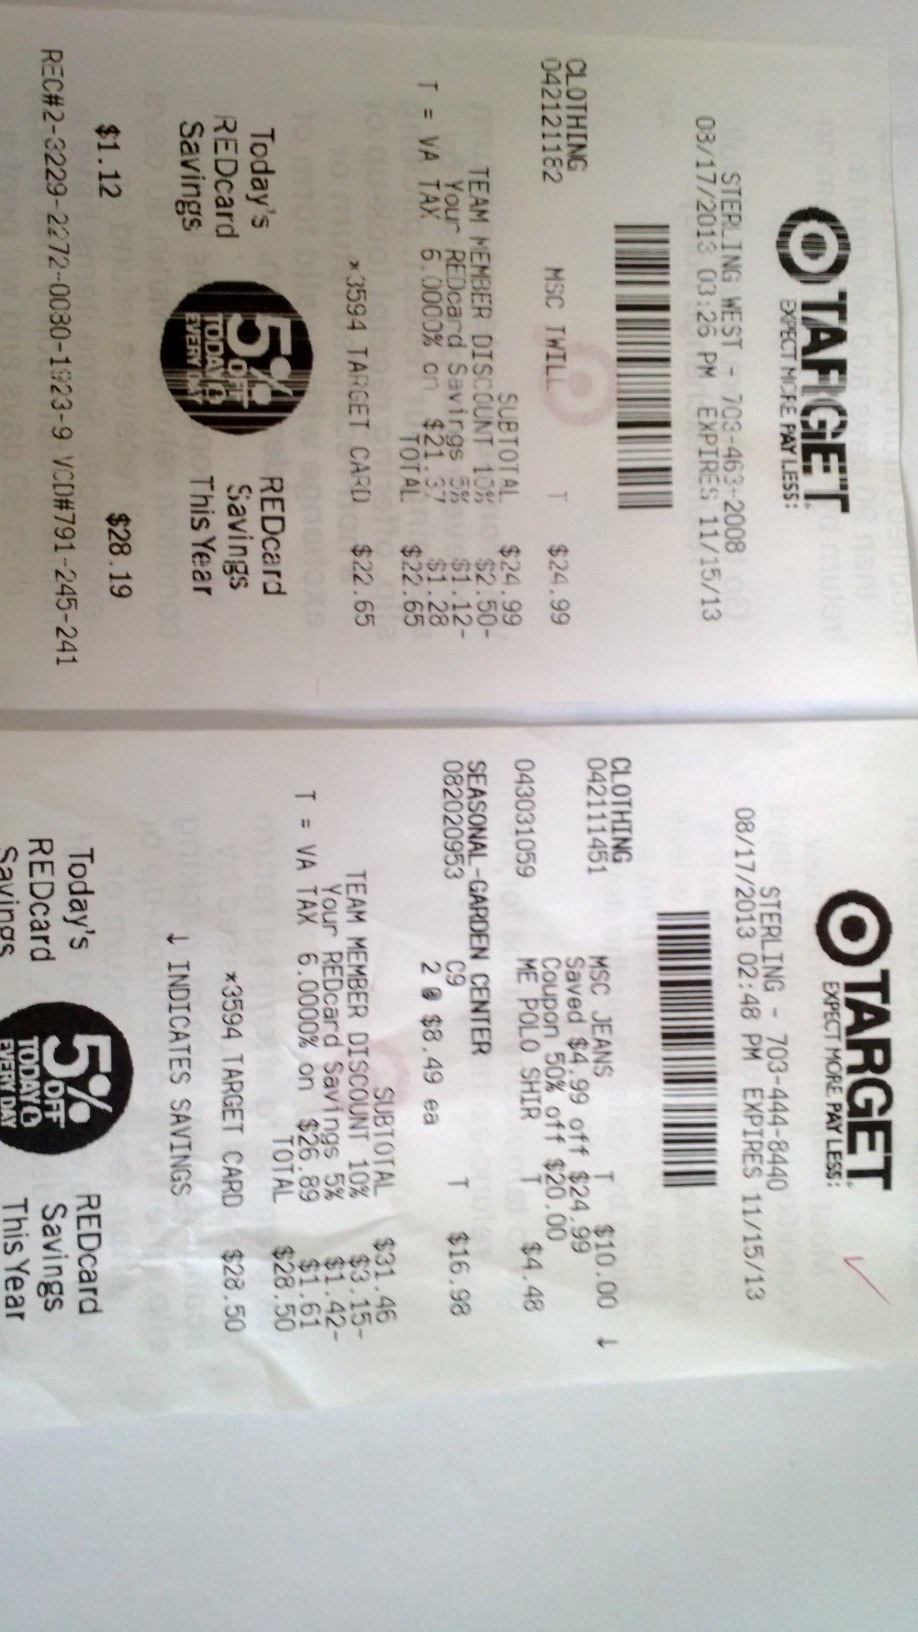 TARGET
EXPECT MORE PAY LESS:
STERLING WEST - 703-463-2008
08/17/2013 03:26 PM EXPIRES 11/15/13
CLOTHING
042121182 MSC TWILL T $24.99
SUBTOTAL $24.99
TEAM MEMBER DISCOUNT 10% $2.50-
Your REDcard Savings 5% $1.12-
T = VA TAX 6.0000% on $21.37 $1.28
TOTAL $22.65
*3594 TARGET CARD $22.65
Today's
REDcard
Savings
5%
OFF
TODAY &
EVERY DAY
REDcard
Savings
This Year
$1.12 $28.19
REC#2-3229-2272-0080-1923-9 VCD#791-245-241
TARGET
EXPECT MORE PAY LESS:
STERLING - 703-444-8440
08/17/2013 02:48 PM EXPIRES 11/15/13
CLOTHING
042111451 MSC JEANS T $10.00 ↓
Saved $4.99 off $24.99
Coupon 50% off $20.00
043031059 ME POLO SHIR T $4.48
SEASONAL-GARDEN CENTER
082020953 C9 T $16.98
2 @ $8.49 ea
SUBTOTAL $31.46
TEAM MEMBER DISCOUNT 10% $3.15-
Your REDcard Savings 5% $1.42-
T = VA TAX 6.0000% on $26.89 $1.61
TOTAL $28.50
*3594 TARGET CARD $28.50
↓ INDICATES SAVINGS
Today's
REDcard
Savings
5%
OFF
TODAY &
EVERY DAY
REDcard
Savings
This Year